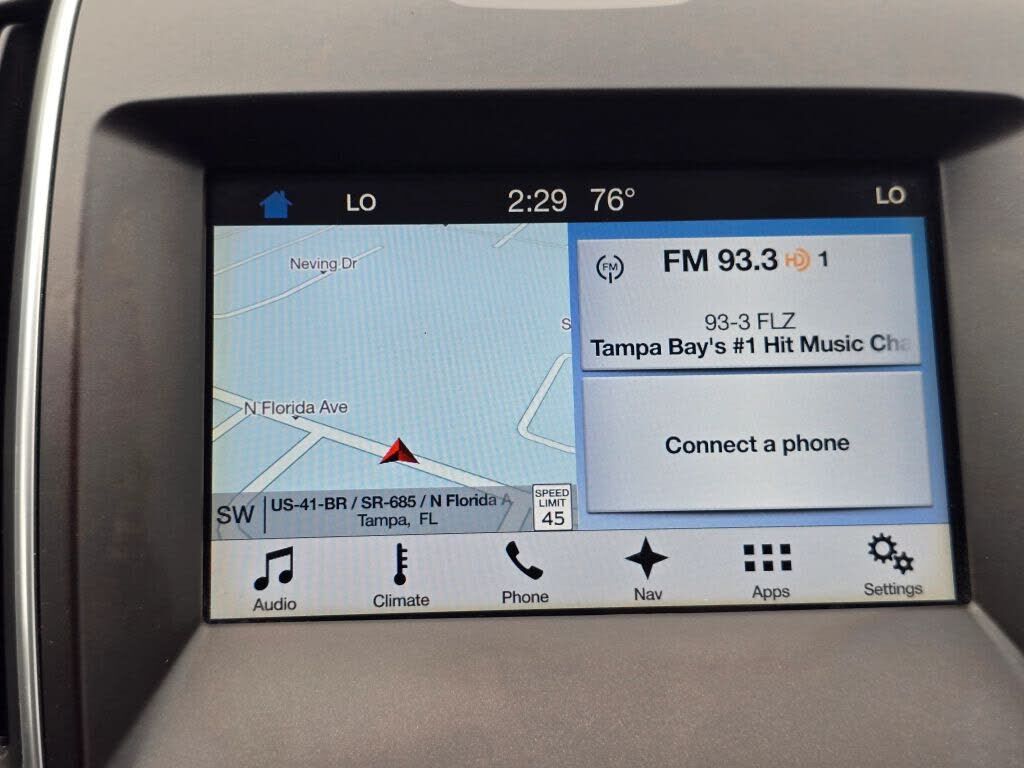 LO 2:29 76° LO
Neving Dr
S
N Florida Ave
SW US-41-BR / SR-685 / N Florida A
Tampa, FL
SPEED
LIMIT
45
FM
FM 93.3 HD 1
93-3 FLZ
Tampa Bay's #1 Hit Music Cha
Connect a phone
Audio Climate Phone Nav Apps Settings